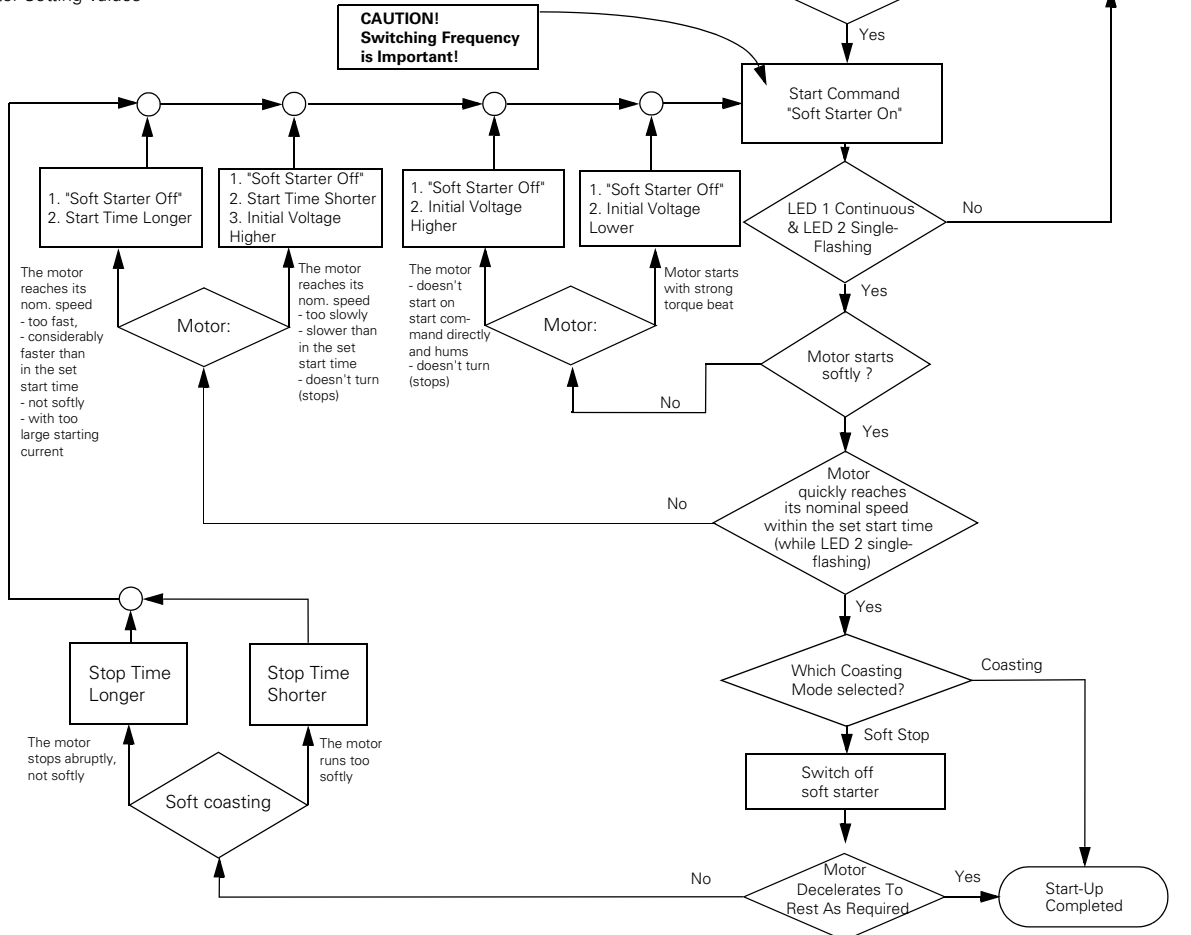 CAUTION!
Switching Frequency
is Important!
Yes
Start Command
"Soft Starter On"
1. "Soft Starter Off"
2. Start Time Longer
1. "Soft Starter Off"
2. Start Time Shorter
3. Initial Voltage
Higher
1. "Soft Starter Off"
2. Initial Voltage
Higher
1. "Soft Starter Off"
2. Initial Voltage
Lower
LED 1 Continuous
& LED 2 Single-
Flashing
No
Yes
The motor
reaches its
nom. speed
- too fast,
- considerably
faster than
in the set
start time
- not softly
- with too
large starting
current
Motor:
The motor
reaches its
nom. speed
- too slowly
- slower than
in the set
start time
- doesn't turn
(stops)
The motor
- doesn't
start on
start com-
mand directly
and hums
- doesn't turn
(stops)
Motor:
Motor starts
with strong
torque beat
Motor starts
softly ?
No
Yes
Motor
quickly reaches
its nominal speed
within the set start time
(while LED 2 single-
flashing)
No
Yes
Which Coasting
Mode selected?
Coasting
Soft Stop
Switch off
soft starter
Stop Time
Longer
Stop Time
Shorter
The motor
stops abruptly,
not softly
The motor
runs too
softly
Soft coasting
Motor
Decelerates To
Rest As Required
No
Yes
Start-Up
Completed